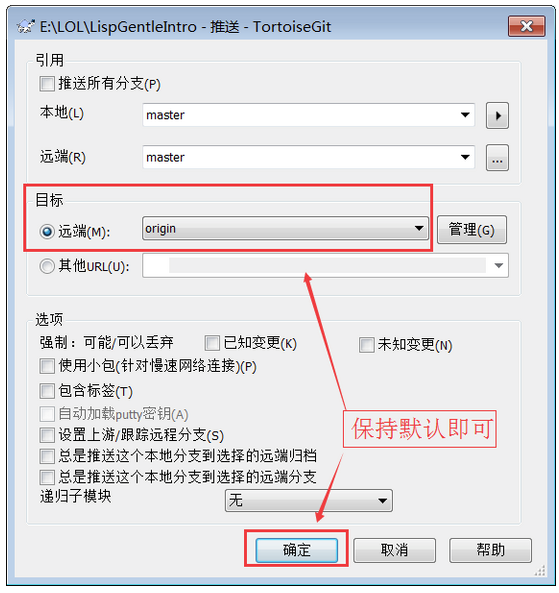 E:\LOL\LispGentleIntro - 推送 - TortoiseGit
引用
推送所有分支(P)
本地(L)
master
远端(R)
master
...
目标
远端(M):
origin
管理(G)
其他URL(U):
选项
强制：可能/可以丢弃
已知变更(K)
未知变更(N)
使用小包(针对慢速网络连接)(P)
包含标签(T)
自动加载putty密钥(A)
设置上游/跟踪远程分支(S)
保持默认即可
总是推送这个本地分支到选择的远端归档
总是推送这个本地分支到选择的远端分支
递归子模块
无
确定
取消
帮助